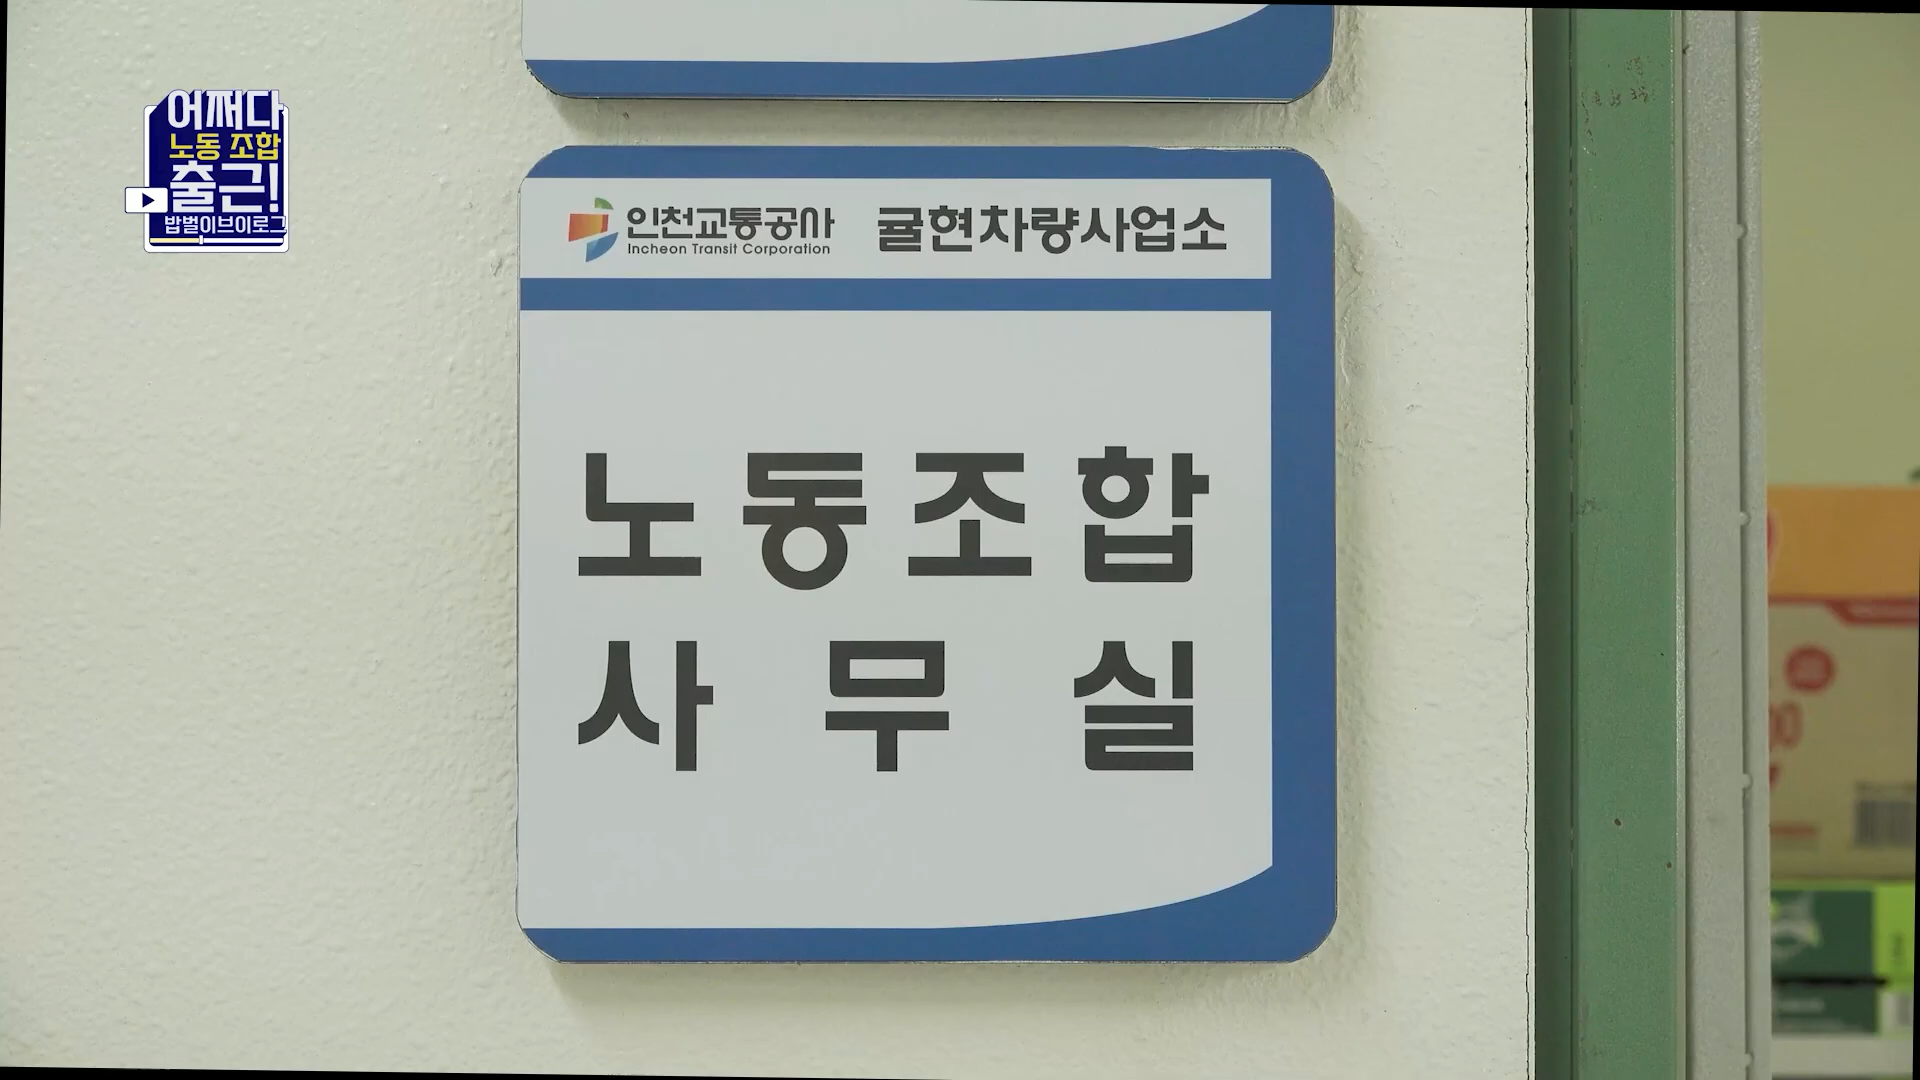 어쩌다
노동 조합
출근!
밥벌이브이로그
인천교통공사 귤현차량사업소
Incheon Transit Corporation
노동조합
사무실